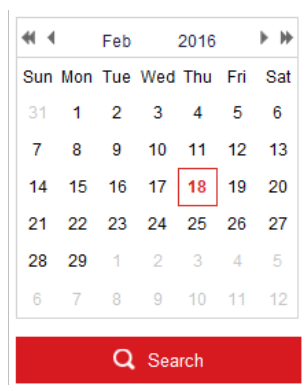 Feb 2016
Sun Mon Tue Wed Thu Fri Sat
31 1 2 3 4 5 6
7 8 9 10 11 12 13
14 15 16 17 18 19 20
21 22 23 24 25 26 27
28 29 1 2 3 4 5
6 7 8 9 10 11 12
Search